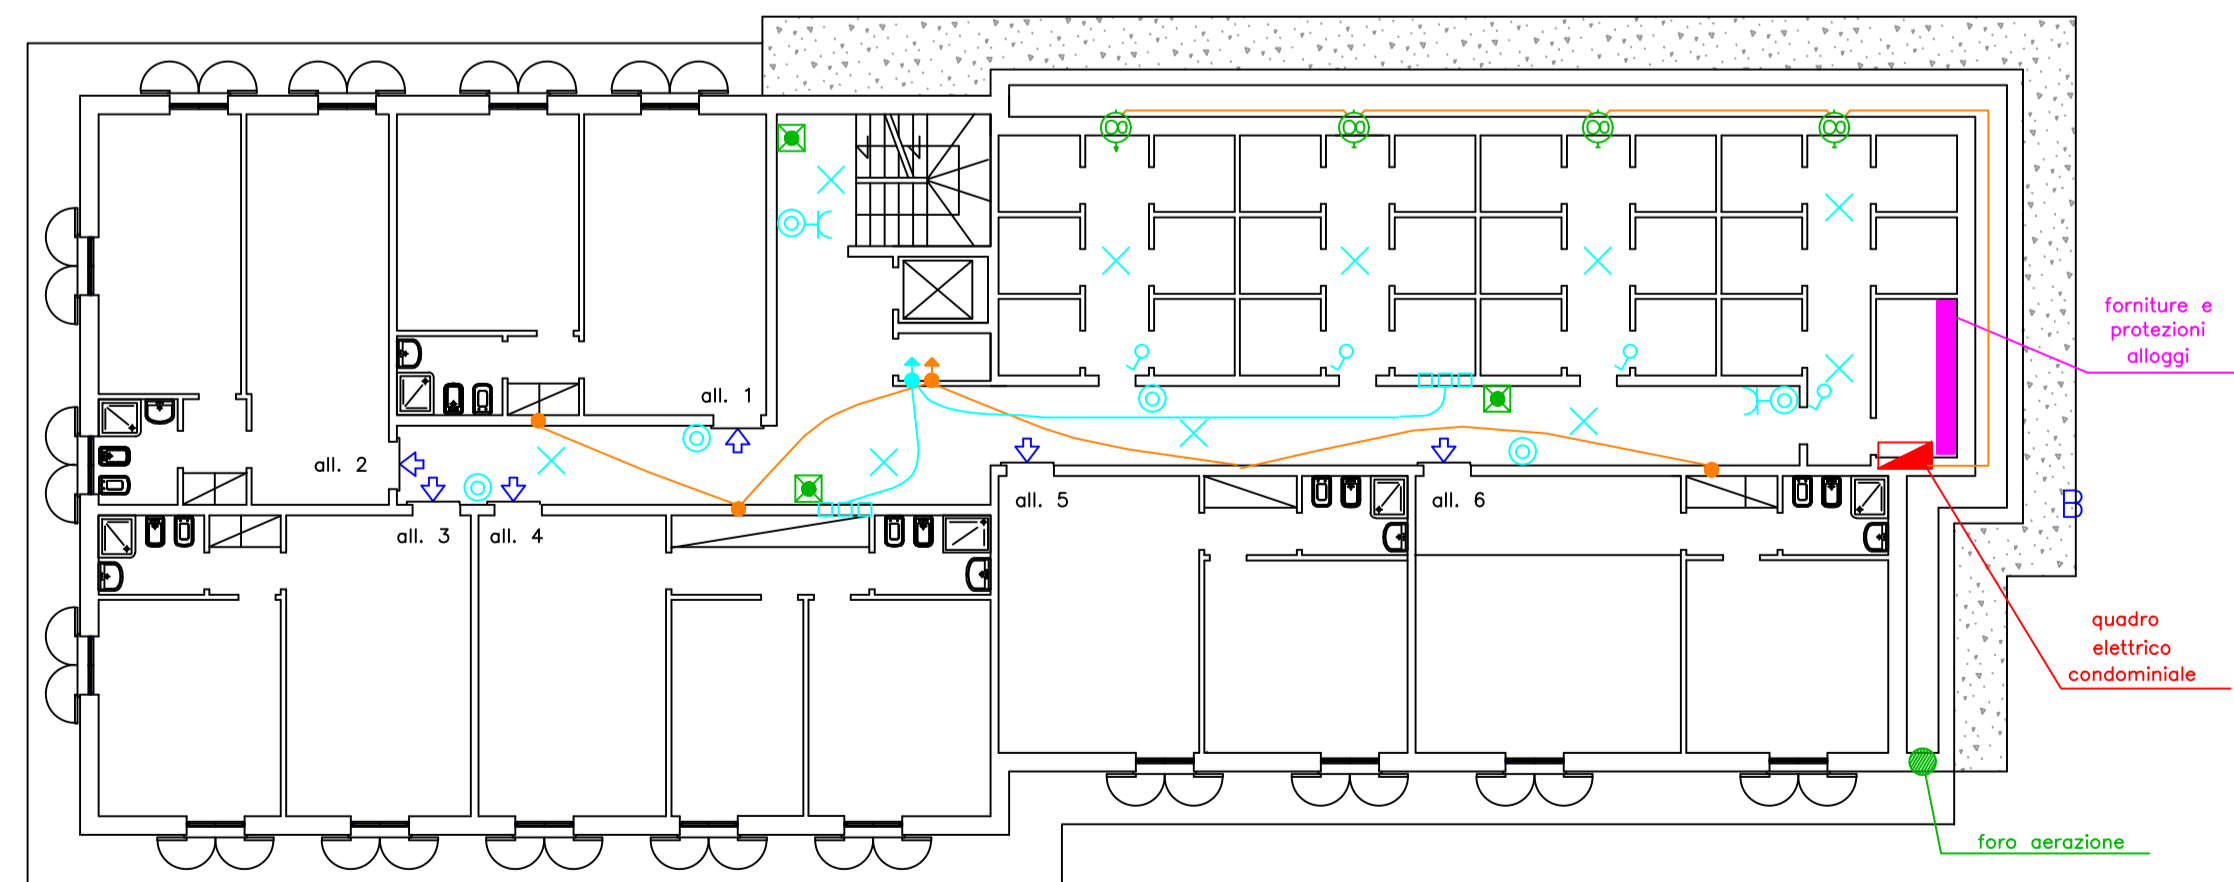 forniture e
protezioni
alloggi
all. 1
all. 2
all. 5
all. 6
B
all. 3
all. 4
quadro
elettrico
condominiale
foro aerazione